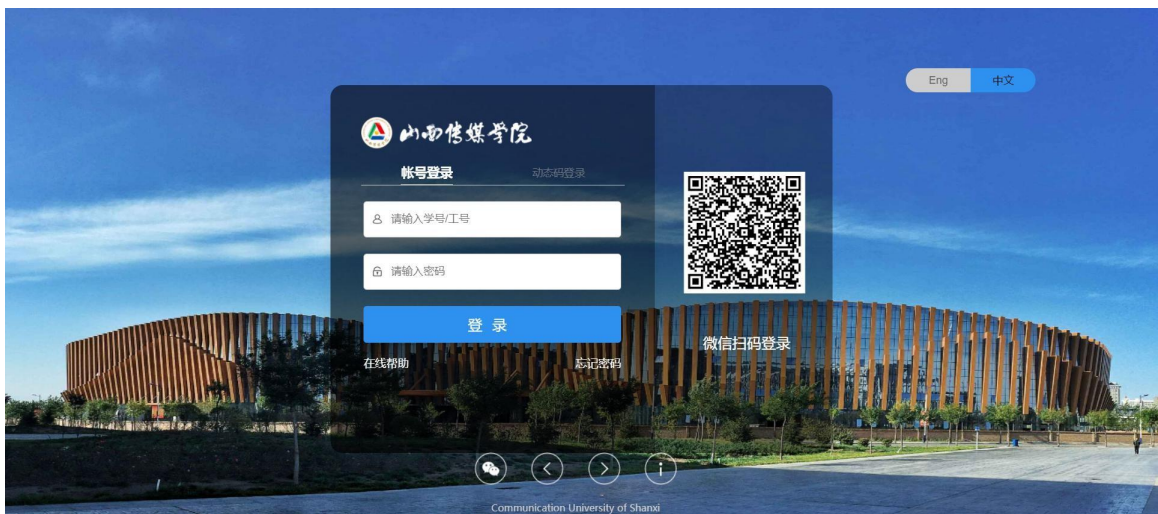 Eng 中文
山西传媒学院
帐号登录 动态码登录
请输入学号/工号
请输入密码
登 录
在线帮助 忘记密码
微信扫码登录
Communication University of Shanxi